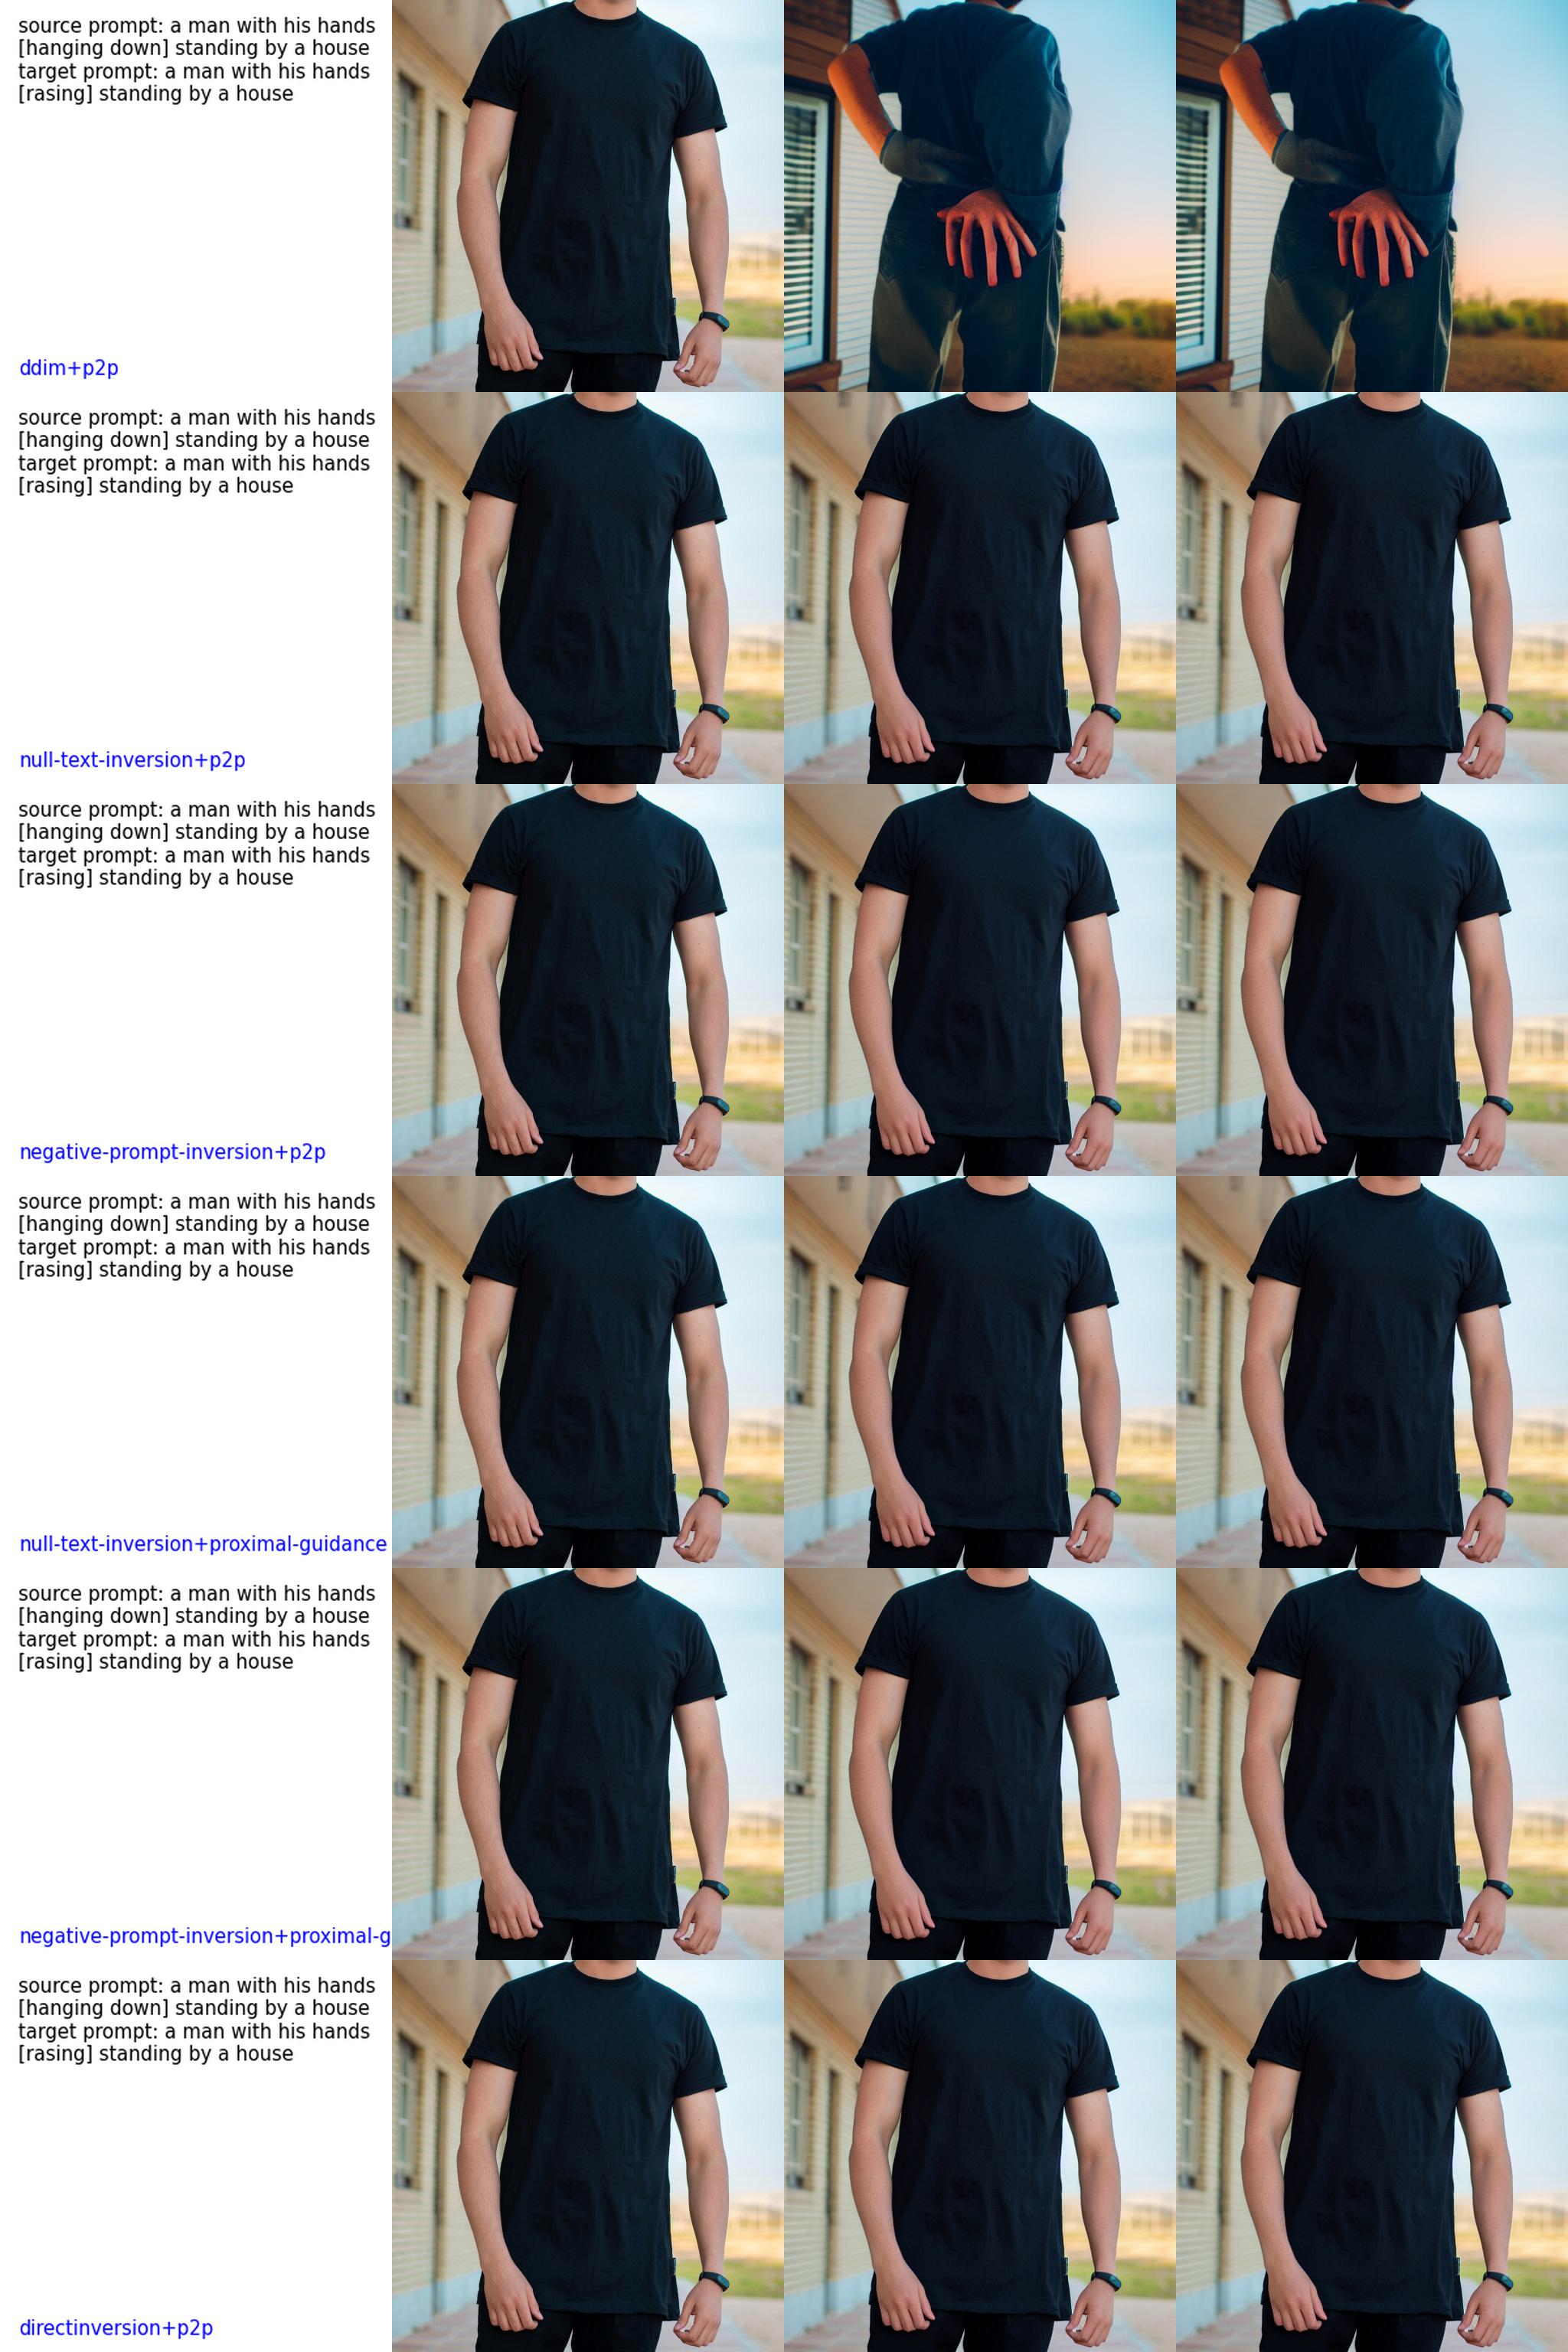 source prompt: a man with his hands
[hanging down] standing by a house
target prompt: a man with his hands
[rasing] standing by a house
ddim+p2p
source prompt: a man with his hands
[hanging down] standing by a house
target prompt: a man with his hands
[rasing] standing by a house
null-text-inversion+p2p
source prompt: a man with his hands
[hanging down] standing by a house
target prompt: a man with his hands
[rasing] standing by a house
negative-prompt-inversion+p2p
source prompt: a man with his hands
[hanging down] standing by a house
target prompt: a man with his hands
[rasing] standing by a house
null-text-inversion+proximal-guidance
source prompt: a man with his hands
[hanging down] standing by a house
target prompt: a man with his hands
[rasing] standing by a house
negative-prompt-inversion+proximal-g
source prompt: a man with his hands
[hanging down] standing by a house
target prompt: a man with his hands
[rasing] standing by a house
directinversion+p2p